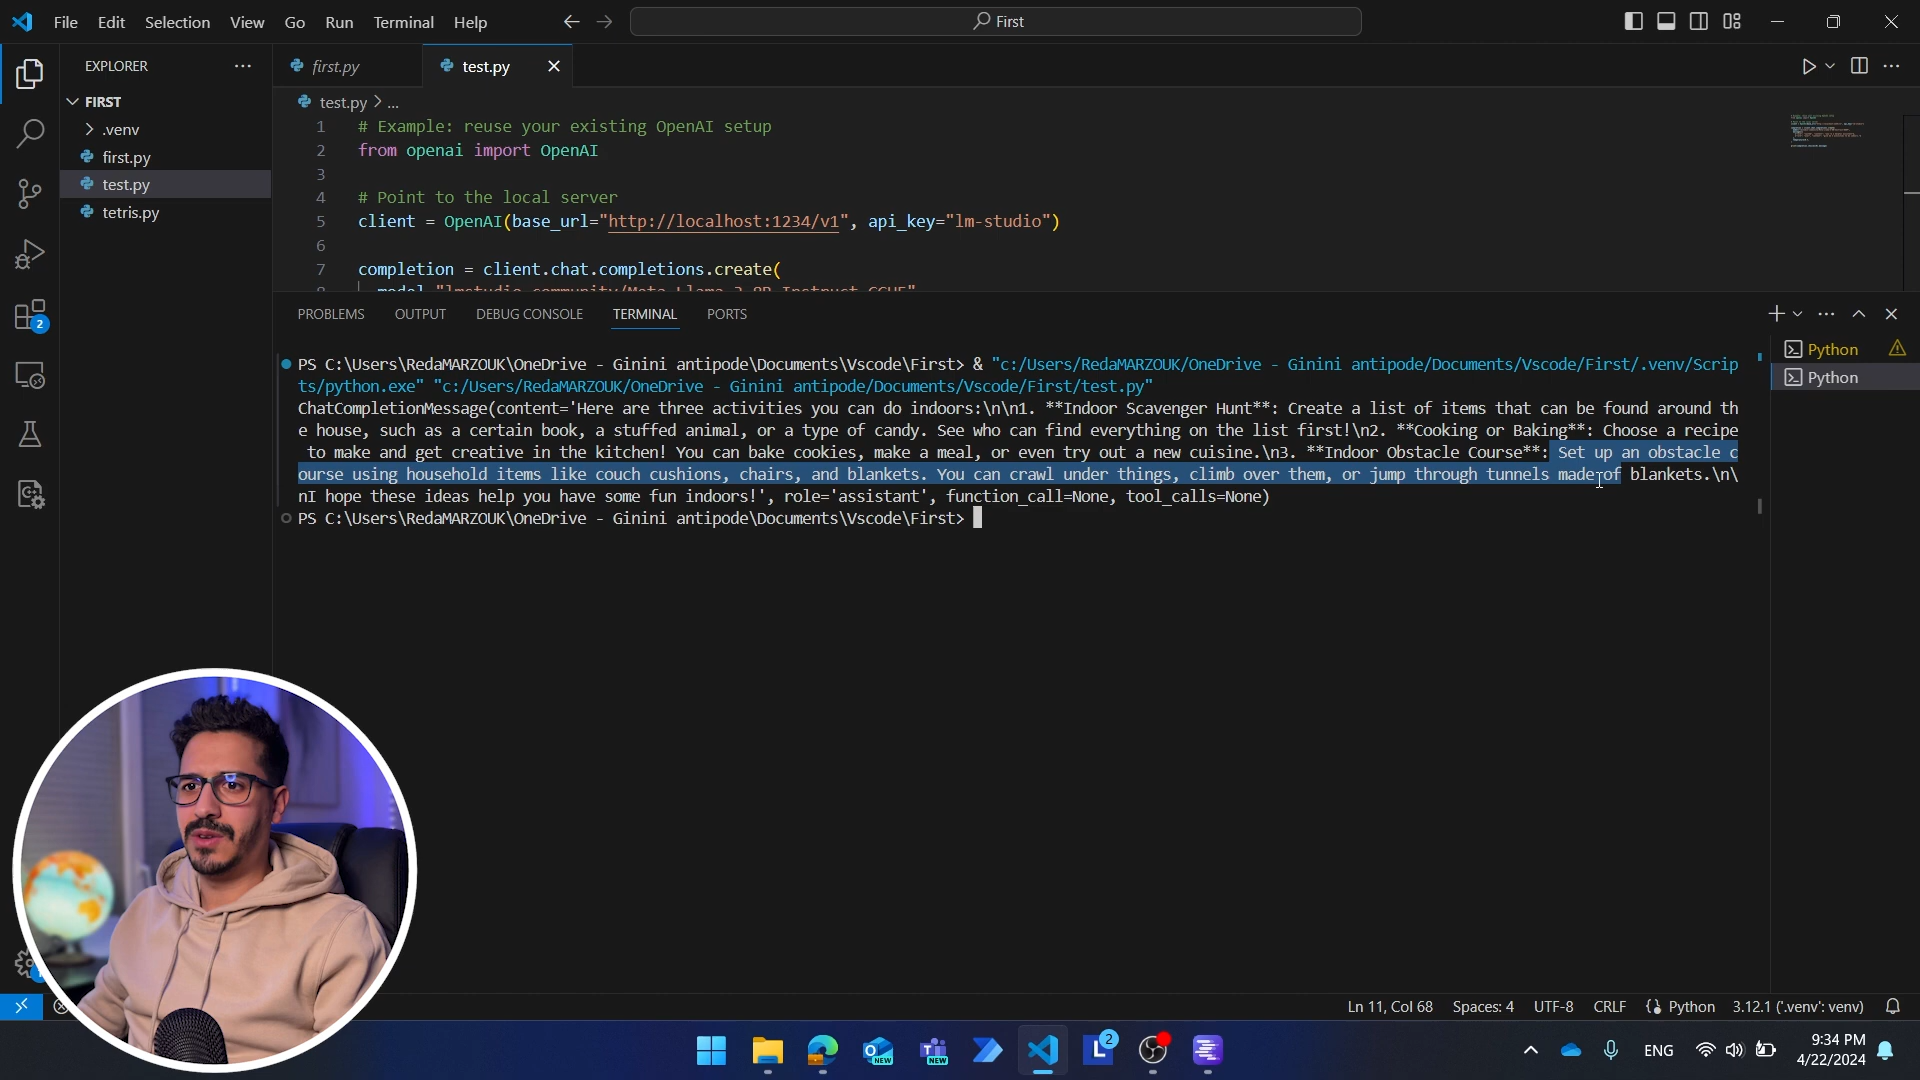 File Edit Selection View Go Run Terminal Help
First
EXPLORER
FIRST
.venv
first.py
test.py
tetris.py
2
first.py
test.py
test.py > ...
1 # Example: reuse your existing OpenAI setup
2 from openai import OpenAI
3
4 # Point to the local server
5 client = OpenAI(base_url="http://localhost:1234/v1", api_key="lm-studio")
6
7 completion = client.chat.completions.create(
PROBLEMS OUTPUT DEBUG CONSOLE TERMINAL PORTS
PS C:\Users\RedaMARZOUK\OneDrive - Ginini antipode\Documents\Vscode\First> & "c:/Users/RedaMARZOUK/OneDrive - Ginini antipode/Documents/Vscode/First/.venv/Scrip
ts/python.exe" "c:/Users/RedaMARZOUK/OneDrive - Ginini antipode/Documents/Vscode/First/test.py"
ChatCompletionMessage(content='Here are three activities you can do indoors:\n\n1. **Indoor Scavenger Hunt**: Create a list of items that can be found around th
e house, such as a certain book, a stuffed animal, or a type of candy. See who can find everything on the list first!\n2. **Cooking or Baking**: Choose a recipe
to make and get creative in the kitchen! You can bake cookies, make a meal, or even try out a new cuisine.\n3. **Indoor Obstacle Course**: Set up an obstacle c
ourse using household items like couch cushions, chairs, and blankets. You can crawl under things, climb over them, or jump through tunnels made of blankets.\n\
nI hope these ideas help you have some fun indoors!', role='assistant', function_call=None, tool_calls=None)
PS C:\Users\RedaMARZOUK\OneDrive - Ginini antipode\Documents\Vscode\First>
Python
Python
Ln 11, Col 68 Spaces: 4 UTF-8 CRLF Python 3.12.1 ('.venv': venv)
NEW
NEW
L
2
ENG
9:34 PM
4/22/2024